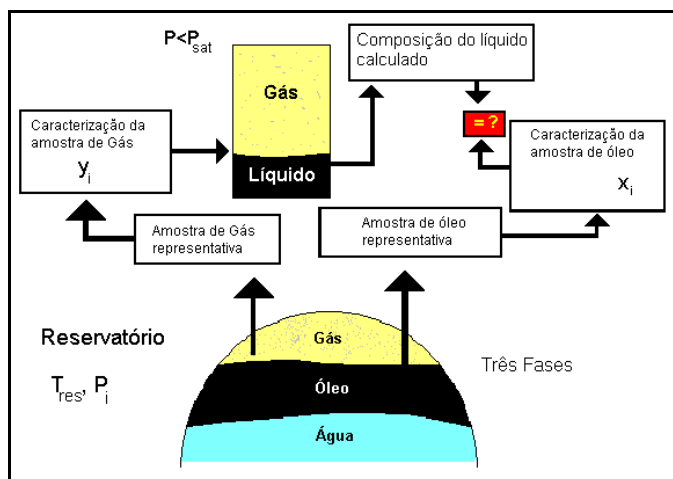 P<Psat
Gás
Líquido
Composição do líquido
calculado
= ?
Caracterização da
amostra de Gás
yi
Caracterização da
amostra de óleo
xi
Amostra de Gás
representativa
Amostra de óleo
representativa
Reservatório
Tres, Pi
Gás
Óleo
Água
Três Fases